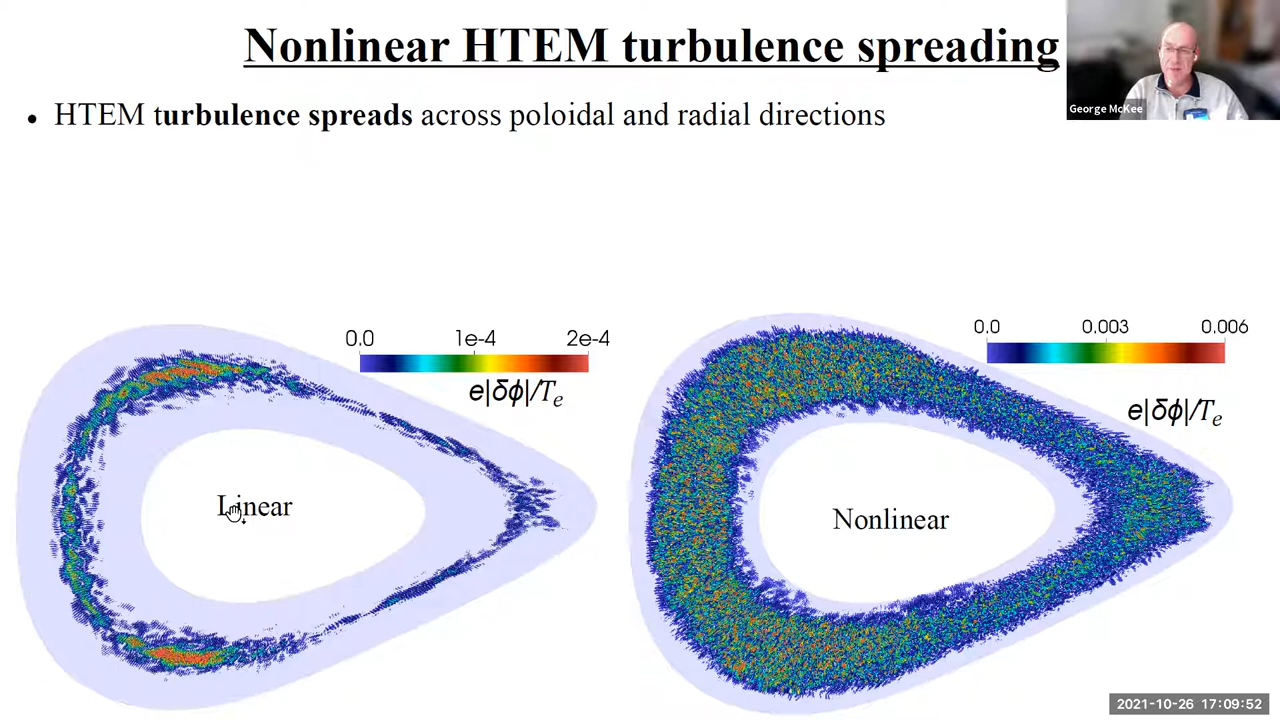 Nonlinear HTEM turbulence spreading
George McKee
• HTEM turbulence spreads across poloidal and radial directions
0.0 1e-4 2e-4
e|δϕ|/Te
Linear
0.0 0.003 0.006
e|δϕ|/Te
Nonlinear
2021-10-26 17:09:52